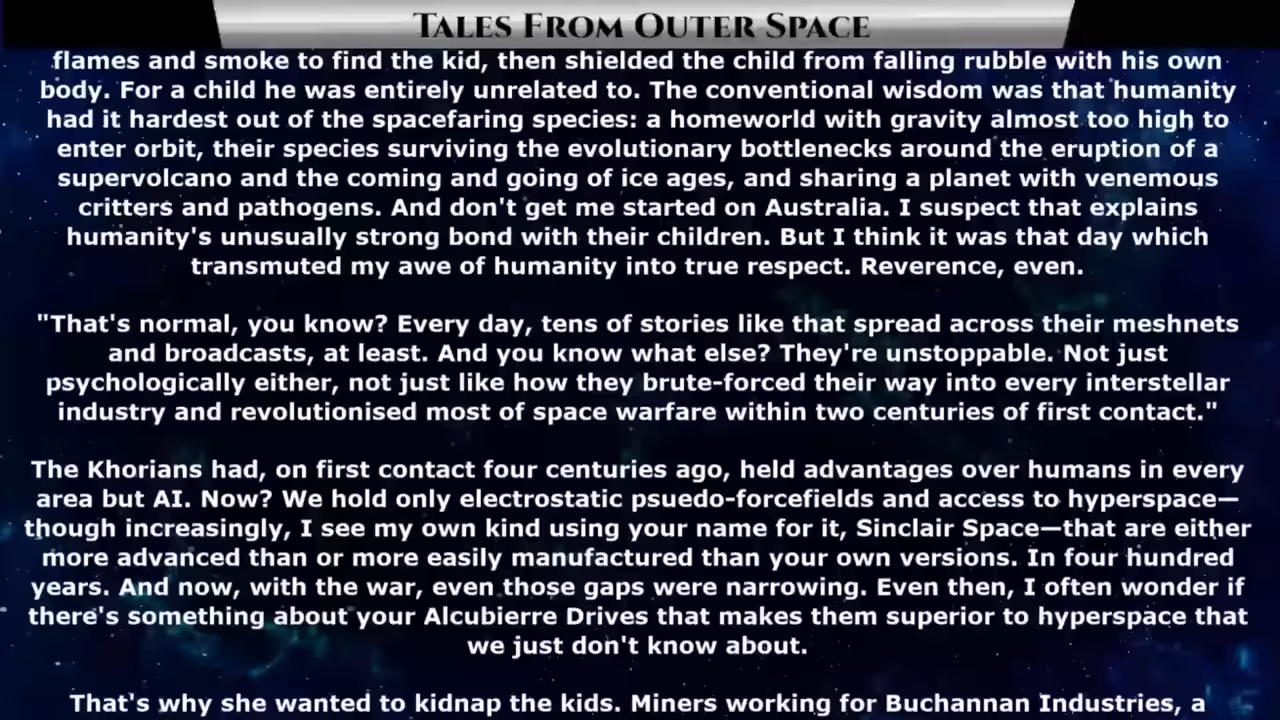 Tales From Outer Space
flames and smoke to find the kid, then shielded the child from falling rubble with his own
body. For a child he was entirely unrelated to. The conventional wisdom was that humanity
had it hardest out of the spacefaring species: a homeworld with gravity almost too high to
enter orbit, their species surviving the evolutionary bottlenecks around the eruption of a
supervolcano and the coming and going of ice ages, and sharing a planet with venemous
critters and pathogens. And don't get me started on Australia. I suspect that explains
humanity's unusually strong bond with their children. But I think it was that day which
transmuted my awe of humanity into true respect. Reverence, even.
"That's normal, you know? Every day, tens of stories like that spread across their meshnets
and broadcasts, at least. And you know what else? They're unstoppable. Not just
psychologically either, not just like how they brute-forced their way into every interstellar
industry and revolutionised most of space warfare within two centuries of first contact."
The Khorians had, on first contact four centuries ago, held advantages over humans in every
area but AI. Now? We hold only electrostatic psuedo-forcefields and access to hyperspace—
though increasingly, I see my own kind using your name for it, Sinclair Space—that are either
more advanced than or more easily manufactured than your own versions. In four hundred
years. And now, with the war, even those gaps were narrowing. Even then, I often wonder if
there's something about your Alcubierre Drives that makes them superior to hyperspace that
we just don't know about.
That's why she wanted to kidnap the kids. Miners working for Buchannan Industries, a